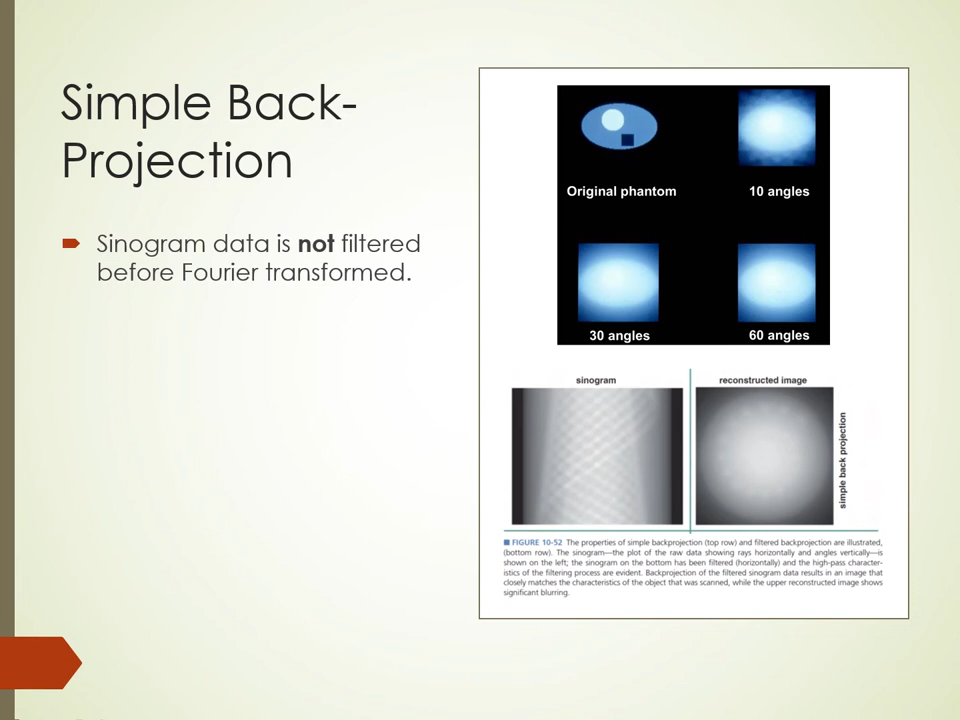 Simple Back-
Projection
Sinogram data is not filtered
before Fourier transformed.
Original phantom
10 angles
30 angles
60 angles
sinogram
reconstructed image
simple back projection
FIGURE 10-52 The properties of simple backprojection (top row) and filtered backprojection are illustrated,
(bottom row). The sinogram—the plot of the raw data showing rays horizontally and angles vertically—is
shown on the left; the sinogram on the bottom has been filtered (horizontally) and the high-pass character-
istics of the filtering process are evident. Backprojection of the filtered sinogram data results in an image that
closely matches the characteristics of the object that was scanned, while the upper reconstructed image shows
significant blurring.